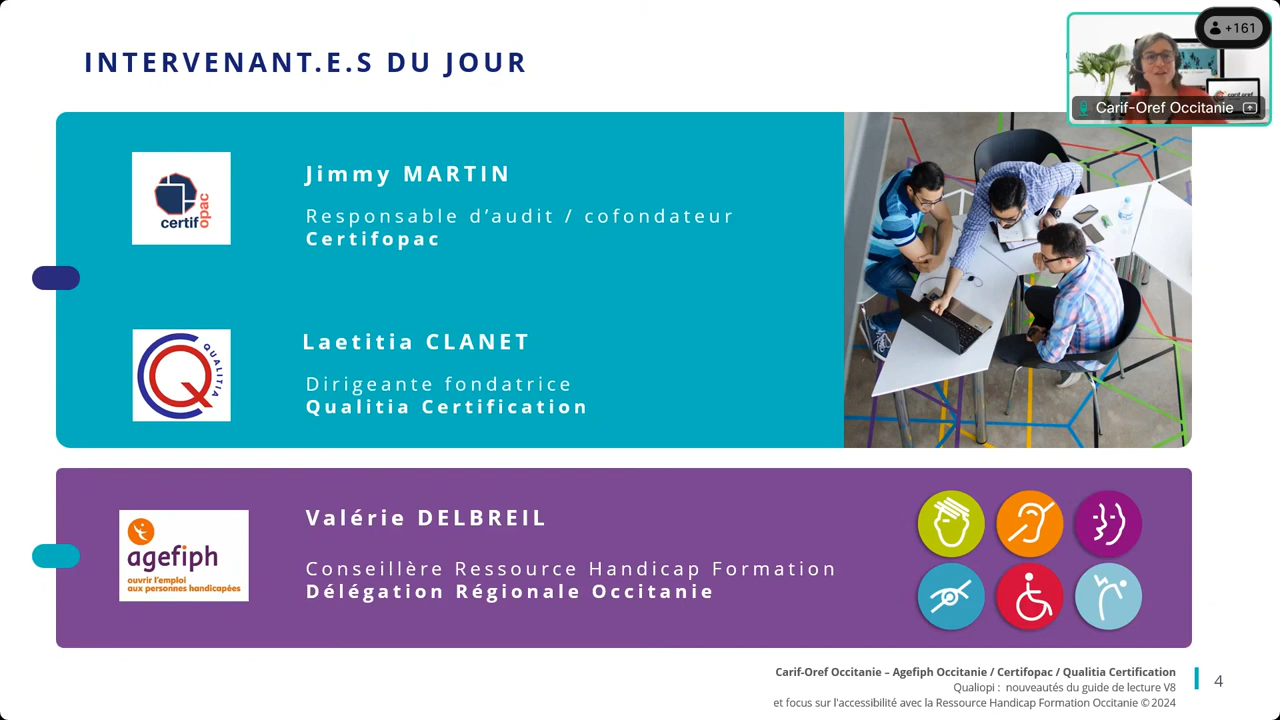 INTERVENANT.E.S DU JOUR
+161
Carif-Oref Occitanie
certifopac
Jimmy MARTIN
Responsable d’audit / cofondateur
Certifopac
QUALITIA
Laetitia CLANET
Dirigeante fondatrice
Qualitia Certification
agefiph
ouvrir l'emploi
aux personnes handicapées
Valérie DELBREIL
Conseillère Ressource Handicap Formation
Délégation Régionale Occitanie
Carif-Oref Occitanie – Agefiph Occitanie / Certifopac / Qualitia Certification
Qualiopi : nouveautés du guide de lecture V8
et focus sur l'accessibilité avec la Ressource Handicap Formation Occitanie © 2024
4